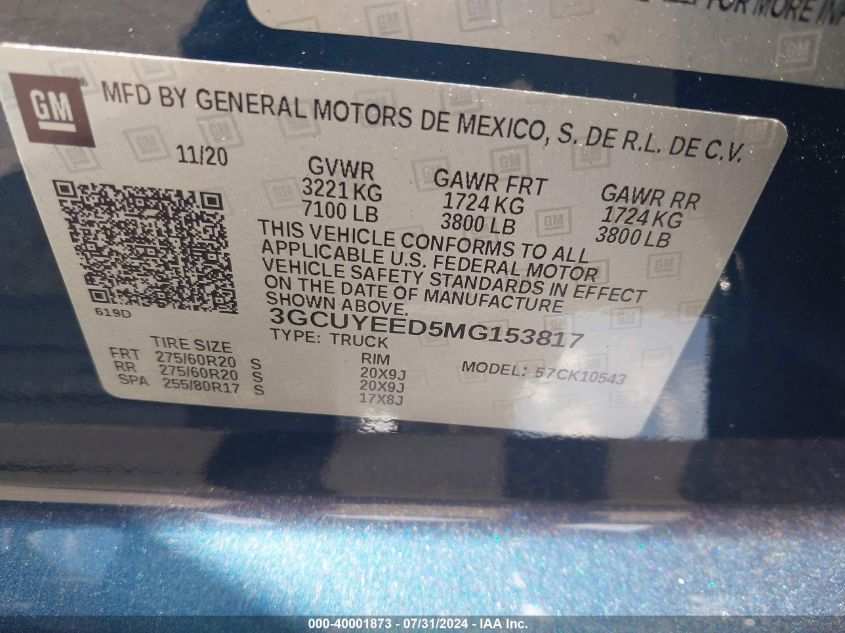 FOR MORE INF
GM
MFD BY GENERAL MOTORS DE MEXICO, S. DE R.L. DE C.V.
11/20
GVWR
3221 KG
7100 LB
GAWR FRT
1724 KG
3800 LB
GAWR RR
1724 KG
3800 LB
THIS VEHICLE CONFORMS TO ALL
APPLICABLE U.S. FEDERAL MOTOR
VEHICLE SAFETY STANDARDS IN EFFECT
ON THE DATE OF MANUFACTURE
SHOWN ABOVE.
619D
3GCUYEED5MG153817
TYPE: TRUCK
MODEL: 57CK10543
TIRE SIZE
RIM
FRT 275/60R20 S 20X9J
RR 275/60R20 S 20X9J
SPA 255/80R17 S 17X8J
000-40001873 - 07/31/2024 - IAA Inc.